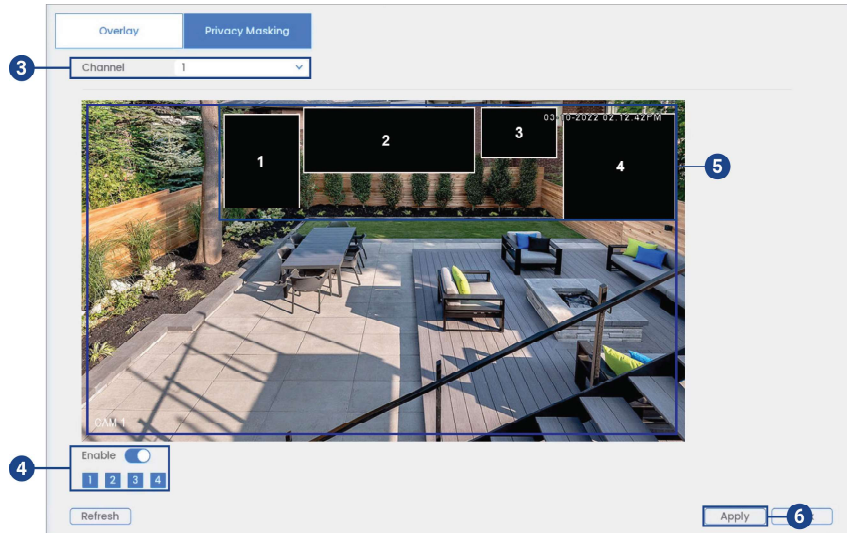 Overlay
Privacy Masking
3
Channel 1
03-10-2022 02:12:42PM
1
2
3
4
5
CAM 1
Enable
4
1 2 3 4
Refresh
Apply
6